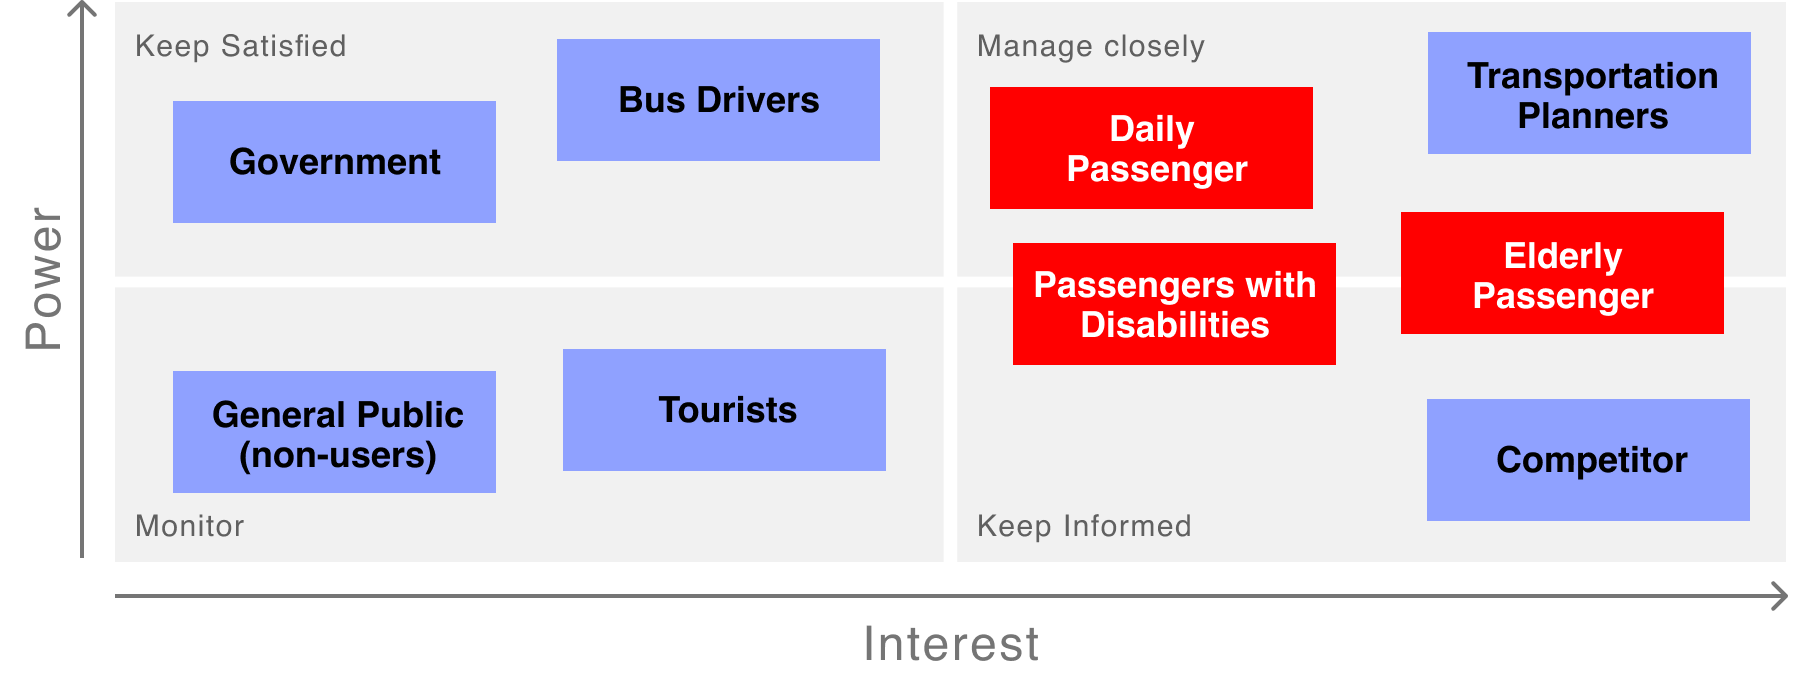 Keep Satisfied
Bus Drivers
Government
Manage closely
Transportation
Planners
Daily
Passenger
Passengers with
Disabilities
Elderly
Passenger
Power
General Public
(non-users)
Tourists
Monitor
Competitor
Keep Informed
Interest